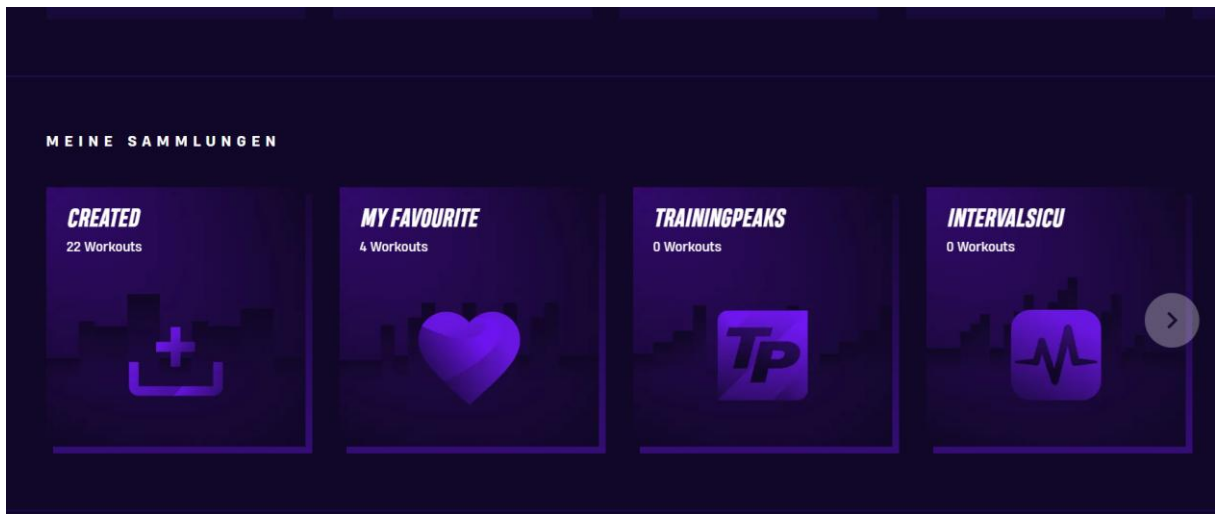 MEINE SAMMLUNGEN
CREATED
22 Workouts
MY FAVOURITE
4 Workouts
TRAININGPEAKS
0 Workouts
INTERVALSICU
0 Workouts
TP